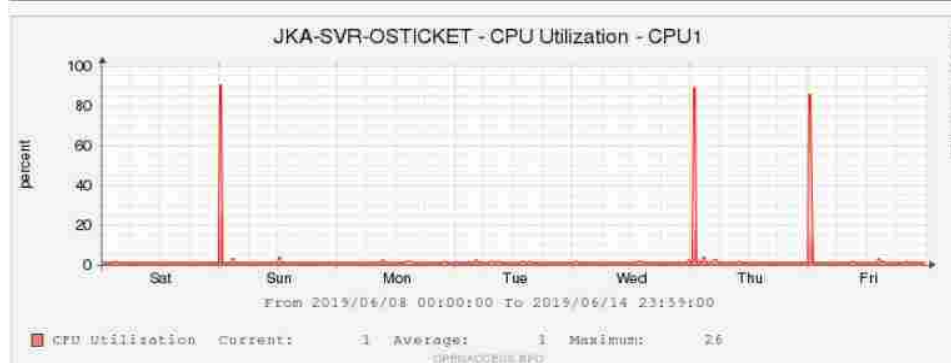 JKA-SVR-OSTICKET - CPU Utilization - CPU1
100
80
60
40
20
0
percent
Sat Sun Mon Tue Wed Thu Fri
From 2019/06/08 00:00:00 To 2019/06/14 23:59:00
CPU Utilization Current: 1 Average: 1 Maximum: 26
OPENACCESS BPO